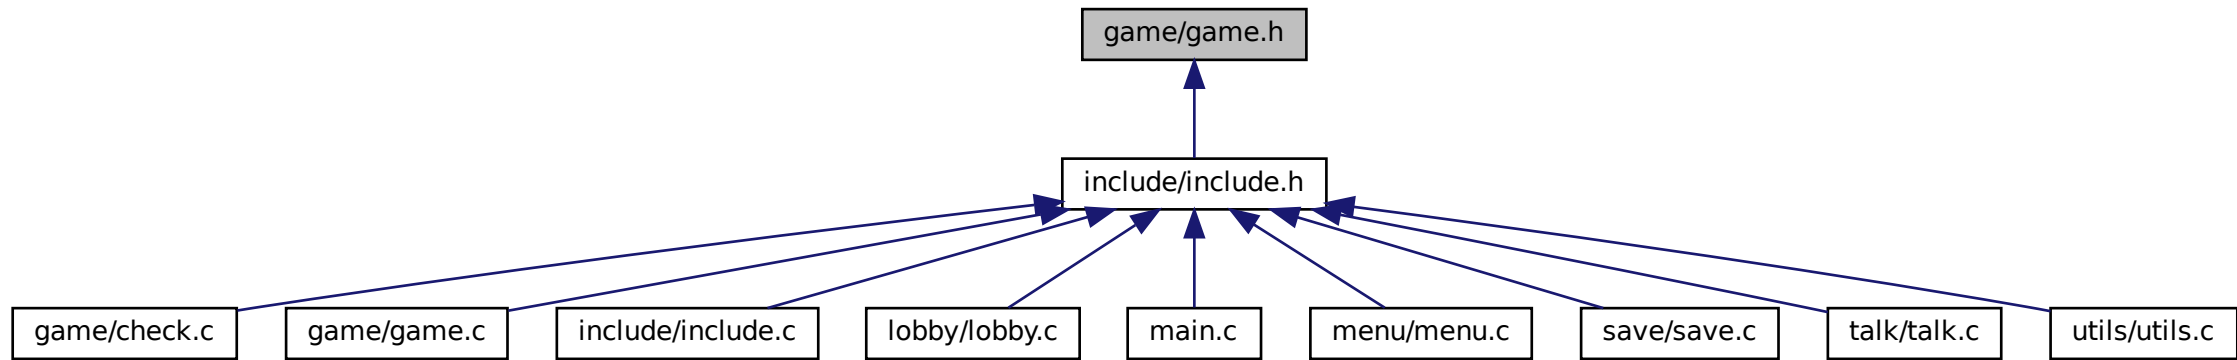 game/game.h
include/include.h
game/check.c
game/game.c
include/include.c
lobby/lobby.c
main.c
menu/menu.c
save/save.c
talk/talk.c
utils/utils.c